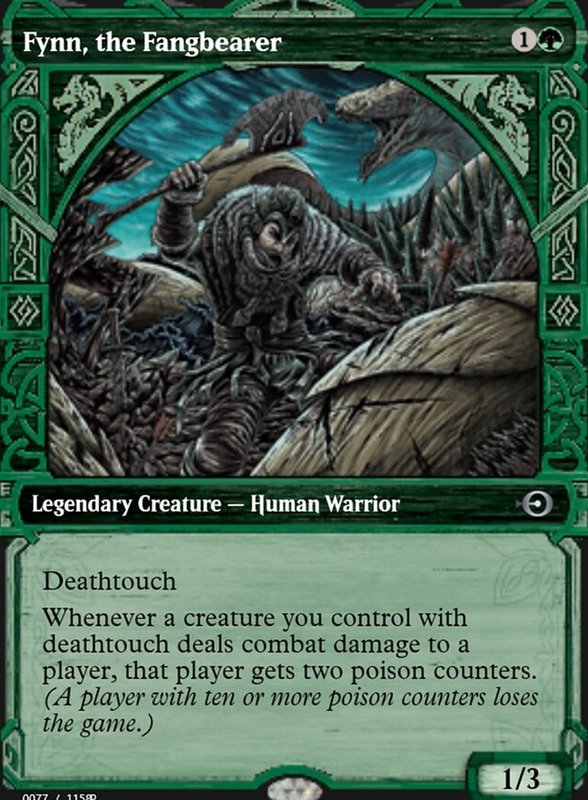 Fynn, the Fangbearer 1
Legendary Creature — Human Warrior
Deathtouch
Whenever a creature you control with
deathtouch deals combat damage to a
player, that player gets two poison counters.
(A player with ten or more poison counters loses
the game.)
1/3
0077 / 1158P